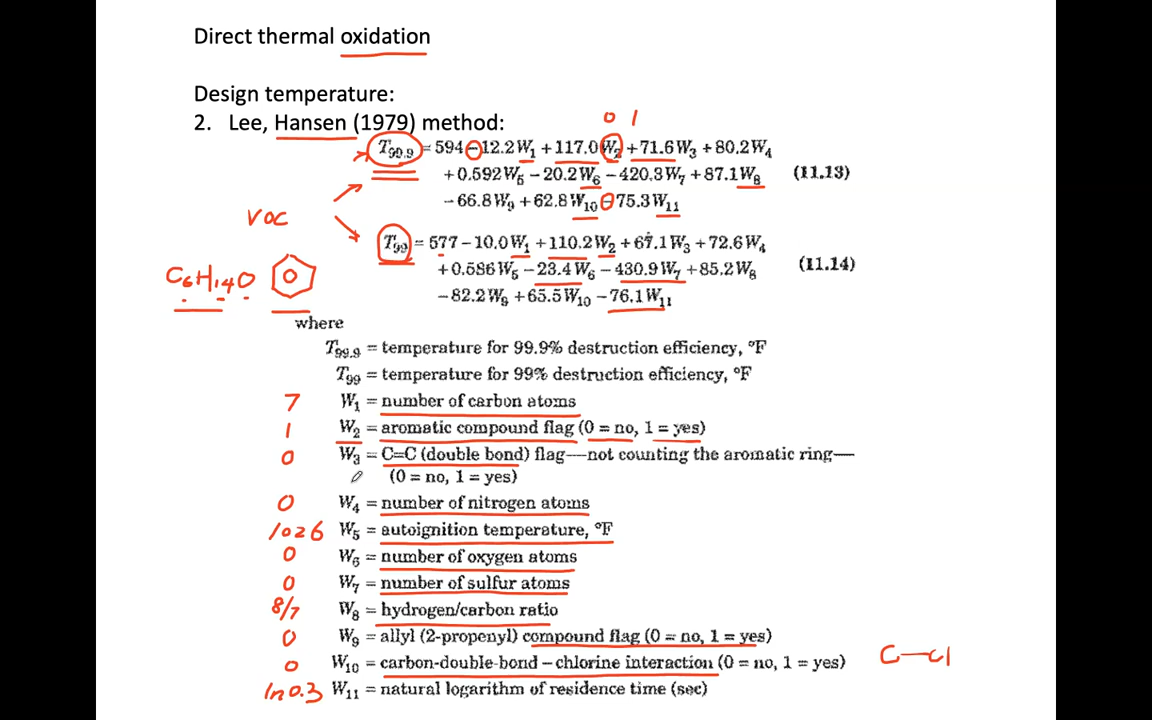 Direct thermal oxidation
Design temperature:
2. Lee, Hansen (1979) method:
0 1
T99.9 = 594 − 12.2W1 + 117.0W2 + 71.6W3 + 80.2W4
+ 0.592W5 − 20.2W6 − 420.3W7 + 87.1W8 (11.13)
− 66.8W9 + 62.8W10 − 75.3W11
VOC
T99 = 577 − 10.0W1 + 110.2W2 + 67.1W3 + 72.6W4
+ 0.586W5 − 23.4W6 − 430.9W7 + 85.2W8 (11.14)
− 82.2W9 + 65.5W10 − 76.1W11
C6H14O
where
T99.9 = temperature for 99.9% destruction efficiency, °F
T99 = temperature for 99% destruction efficiency, °F
7 W1 = number of carbon atoms
1 W2 = aromatic compound flag (0 = no, 1 = yes)
0 W3 = C=C (double bond) flag—not counting the aromatic ring—
(0 = no, 1 = yes)
0 W4 = number of nitrogen atoms
1026 W5 = autoignition temperature, °F
0 W6 = number of oxygen atoms
0 W7 = number of sulfur atoms
8/7 W8 = hydrogen/carbon ratio
0 W9 = allyl (2-propenyl) compound flag (0 = no, 1 = yes)
0 W10 = carbon-double-bond – chlorine interaction (0 = no, 1 = yes) C—Cl
ln 0.3 W11 = natural logarithm of residence time (sec)